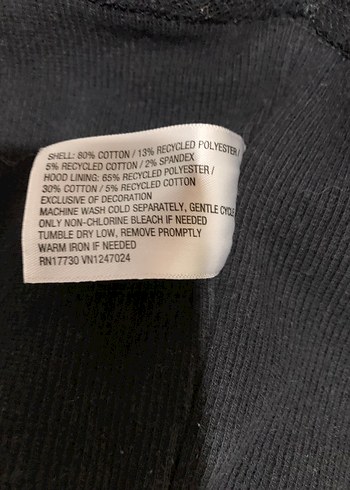 SHELL: 80% COTTON / 13% RECYCLED POLYESTER /
5% RECYCLED COTTON / 2% SPANDEX
HOOD LINING: 65% RECYCLED POLYESTER /
30% COTTON / 5% RECYCLED COTTON
EXCLUSIVE OF DECORATION
MACHINE WASH COLD SEPARATELY, GENTLE CYCLE
ONLY NON-CHLORINE BLEACH IF NEEDED
TUMBLE DRY LOW, REMOVE PROMPTLY
WARM IRON IF NEEDED
RN17730 VN1247024